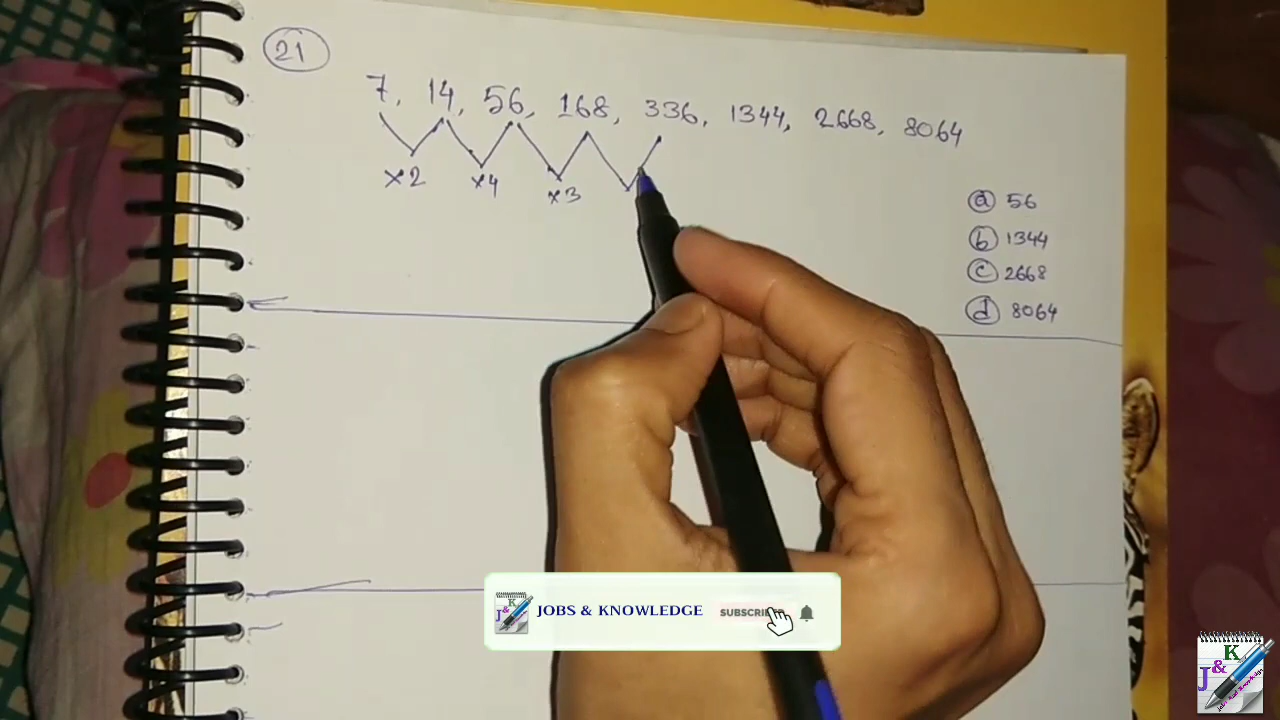 21
7, 14, 56, 168, 336, 1344, 2668, 8064
×2 ×4 ×3
a 56
b 1344
c 2668
d 8064
JOBS & KNOWLEDGE
J&K